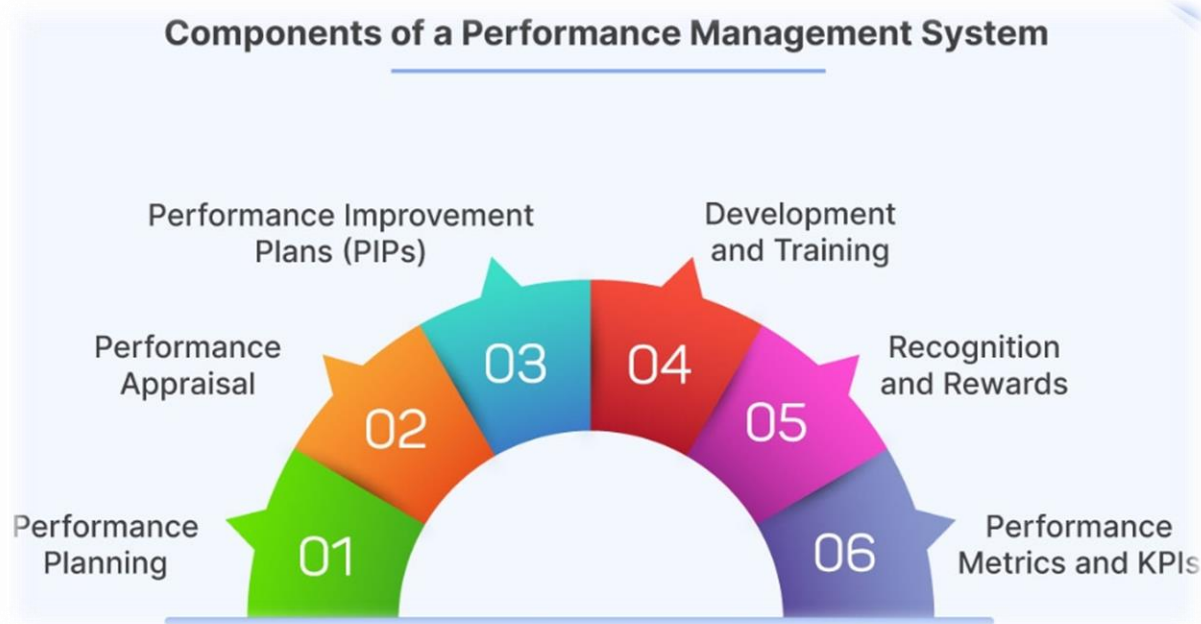 Components of a Performance Management System
Performance Improvement
Plans (PIPs)
Development
and Training
Performance
Appraisal
Recognition
and Rewards
Performance
Planning
Performance
Metrics and KPIs
01
02
03
04
05
06